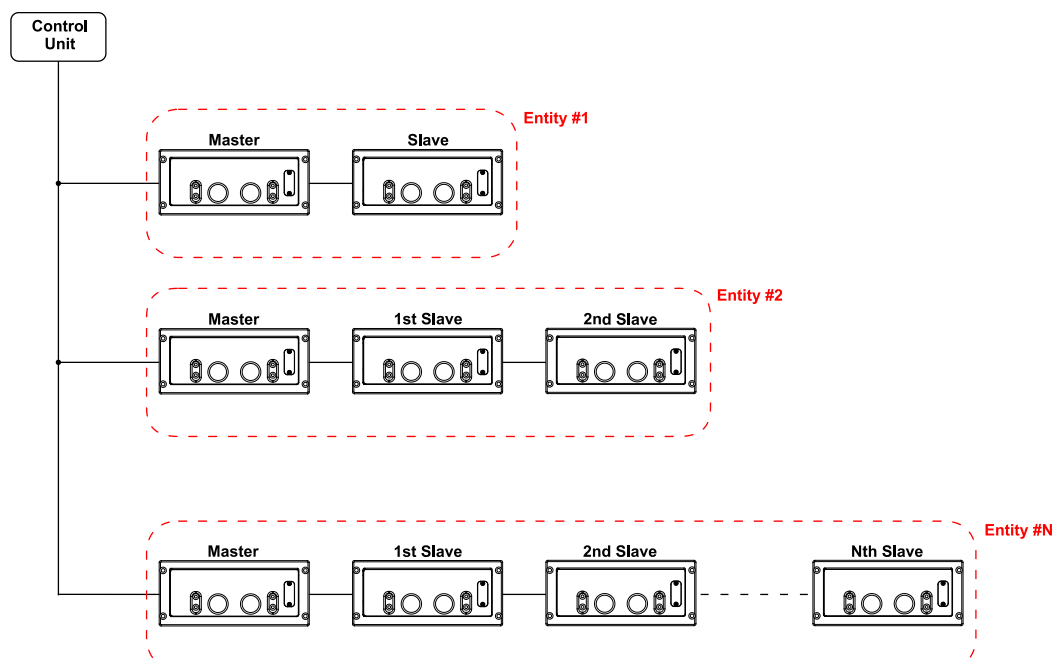 Control
Unit
Entity #1
Master
Slave
Entity #2
Master
1st Slave
2nd Slave
Entity #N
Master
1st Slave
2nd Slave
Nth Slave